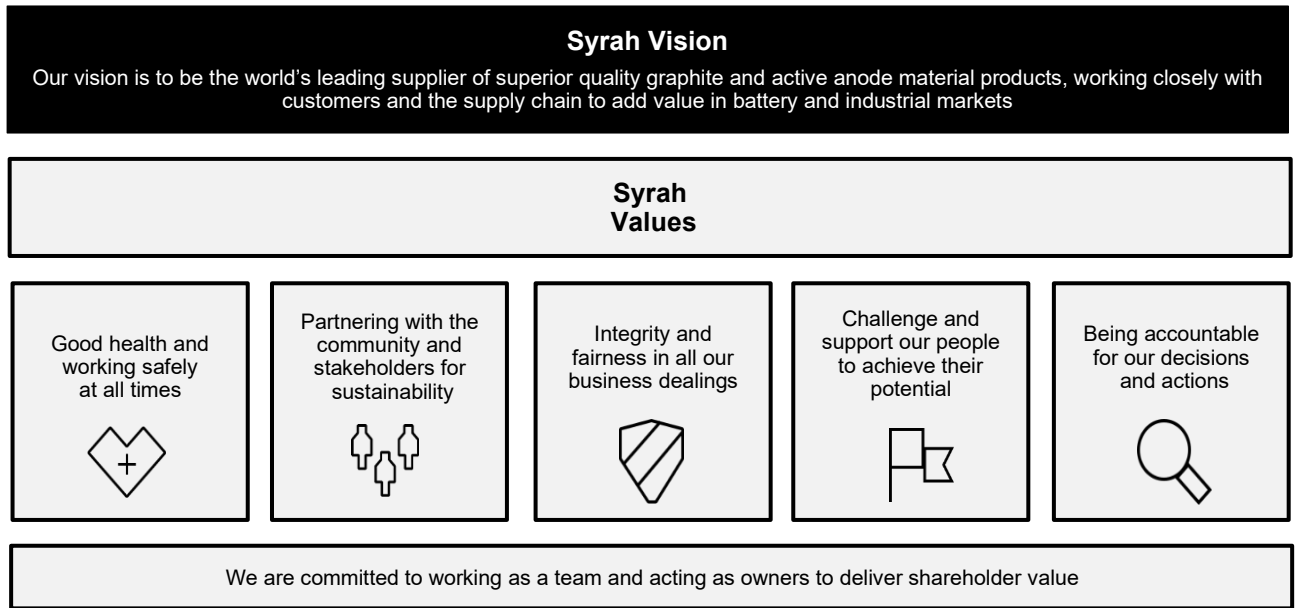 Syrah Vision
Our vision is to be the world’s leading supplier of superior quality graphite and active anode material products, working closely with
customers and the supply chain to add value in battery and industrial markets
Syrah
Values
Good health and
working safely
at all times
Partnering with the
community and
stakeholders for
sustainability
Integrity and
fairness in all our
business dealings
Challenge and
support our people
to achieve their
potential
Being accountable
for our decisions
and actions
We are committed to working as a team and acting as owners to deliver shareholder value